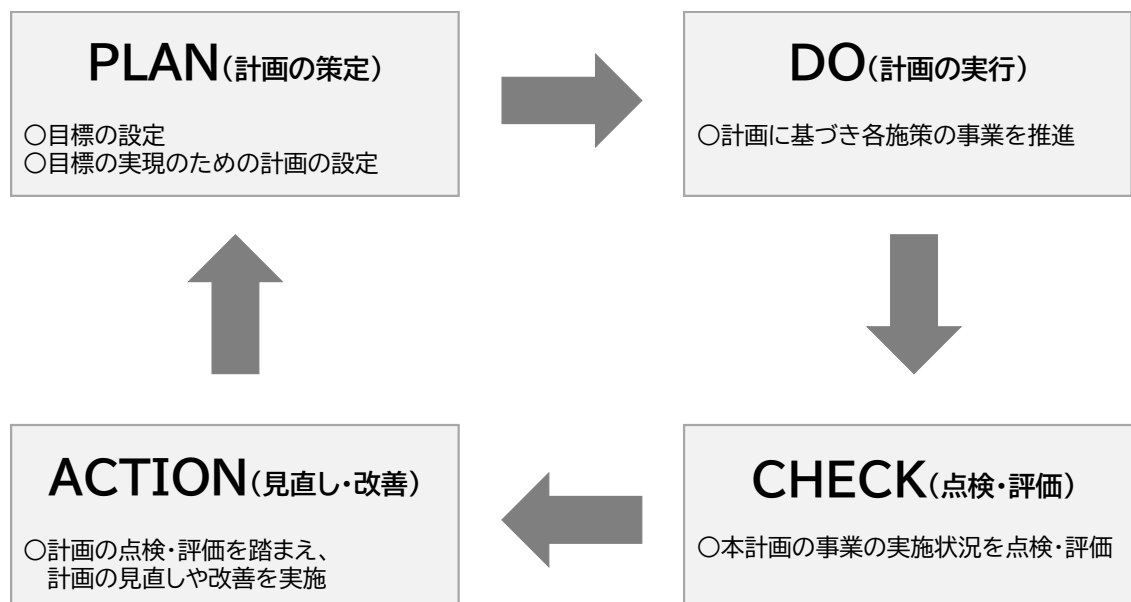 PLAN(計画の策定)
○目標の設定
○目標の実現のための計画の設定
DO(計画の実行)
○計画に基づき各施策の事業を推進
ACTION(見直し・改善)
○計画の点検・評価を踏まえ、
計画の見直しや改善を実施
CHECK(点検・評価)
○本計画の事業の実施状況を点検・評価